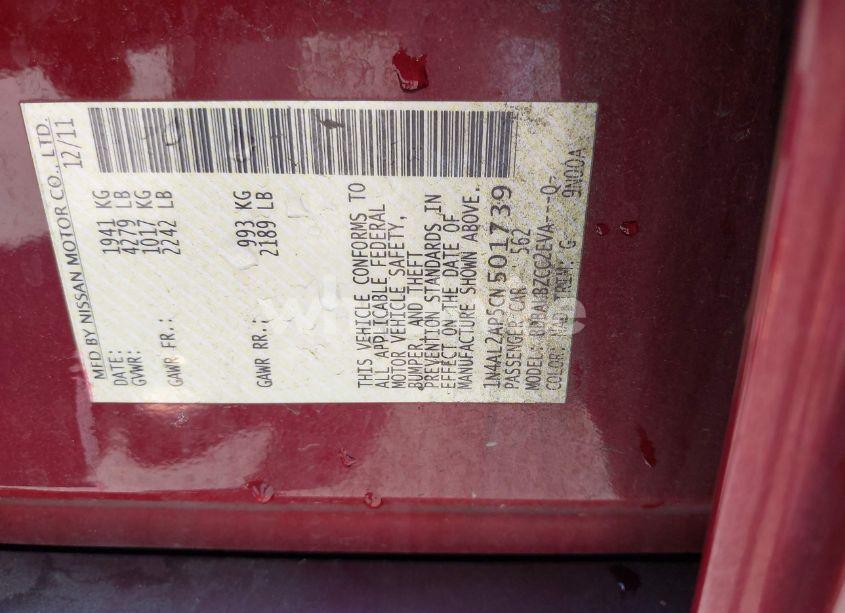 MFD BY NISSAN MOTOR CO., LTD.
DATE: 12/11
GVWR: 1941 KG
4279 LB
GAWR FR.: 1017 KG
2242 LB
GAWR RR.: 993 KG
2189 LB
THIS VEHICLE CONFORMS TO
ALL APPLICABLE FEDERAL
MOTOR VEHICLE SAFETY,
BUMPER, AND THEFT
PREVENTION STANDARDS IN
EFFECT ON THE DATE OF
MANUFACTURE SHOWN ABOVE.
1N4AL2AP5CN501739
PASSENGER CAR 562
COLOR: TRIM: G 9N00A